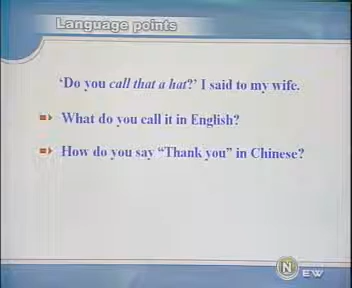 Language points
‘Do you call that a hat?’ I said to my wife.
What do you call it in English?
How do you say “Thank you” in Chinese?
N EW